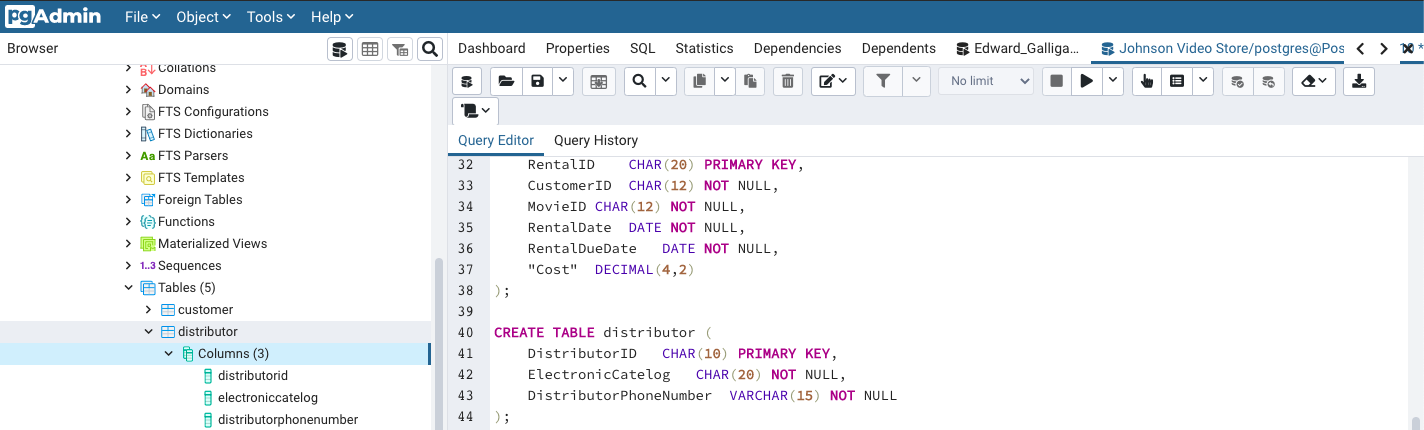 pgAdmin File Object Tools Help
Browser
Dashboard Properties SQL Statistics Dependencies Dependents Edward_Galliga... Johnson Video Store/postgres@Pos *
No limit
Query Editor Query History
Collations
Domains
FTS Configurations
FTS Dictionaries
Aa FTS Parsers
FTS Templates
Foreign Tables
Functions
Materialized Views
1..3 Sequences
Tables (5)
customer
distributor
Columns (3)
distributorid
electroniccatelog
distributorphonenumber
32 RentalID CHAR(20) PRIMARY KEY,
33 CustomerID CHAR(12) NOT NULL,
34 MovieID CHAR(12) NOT NULL,
35 RentalDate DATE NOT NULL,
36 RentalDueDate DATE NOT NULL,
37 "Cost" DECIMAL(4,2)
38 );
39
40 CREATE TABLE distributor (
41 DistributorID CHAR(10) PRIMARY KEY,
42 ElectronicCatelog CHAR(20) NOT NULL,
43 DistributorPhoneNumber VARCHAR(15) NOT NULL
44 );